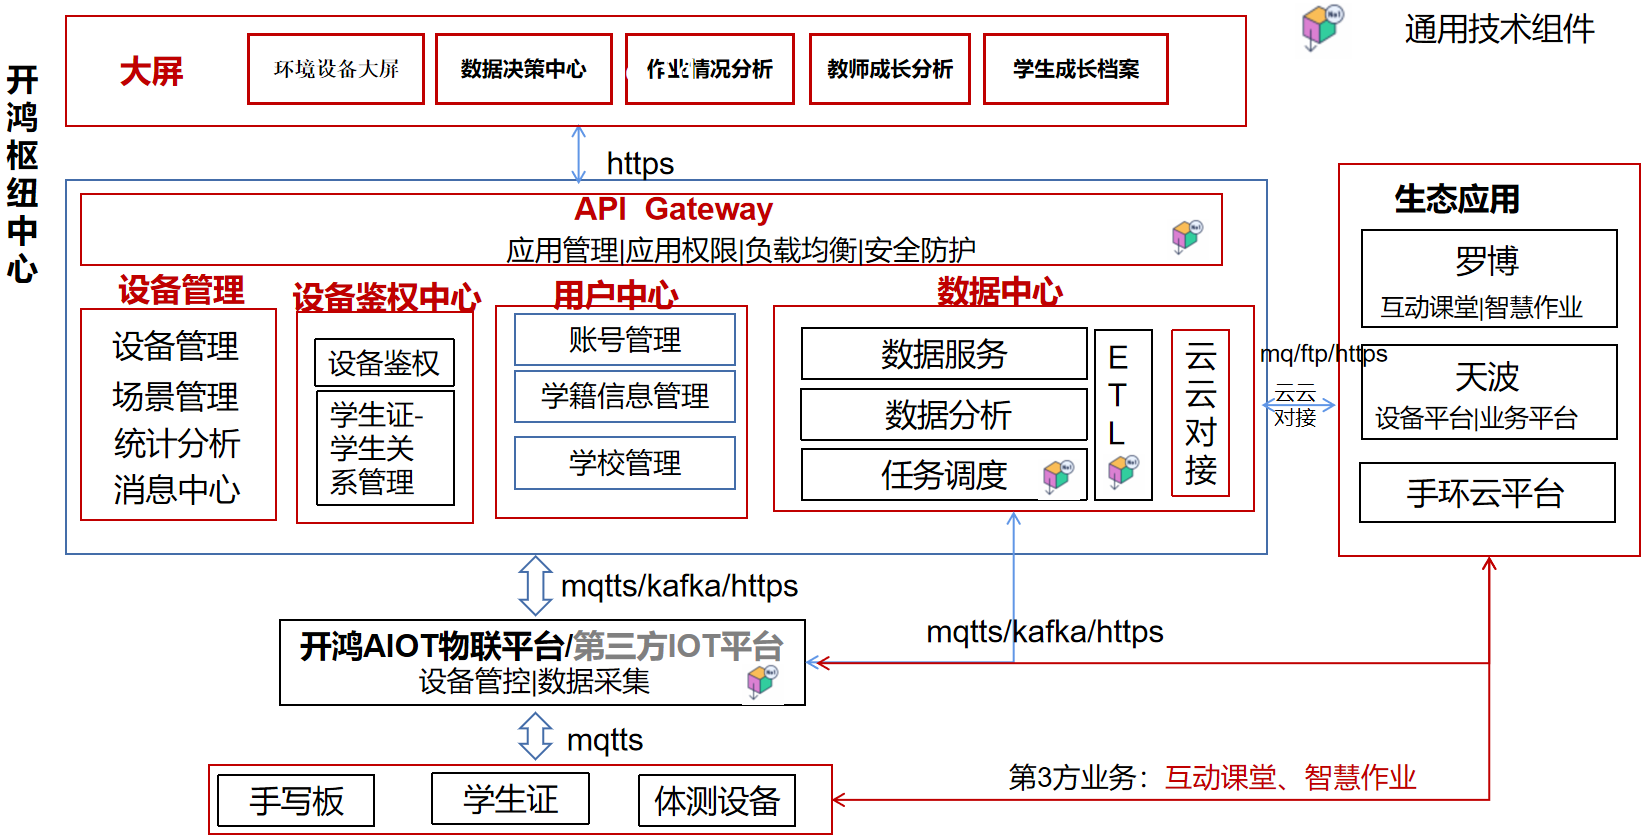 通用技术组件
开鸿枢纽中心
大屏
环境设备大屏
数据决策中心
作业情况分析
教师成长分析
学生成长档案
https
API Gateway
应用管理|应用权限|负载均衡|安全防护
设备管理
设备管理
场景管理
统计分析
消息中心
设备鉴权中心
设备鉴权
学生证-
学生关
系管理
用户中心
账号管理
学籍信息管理
学校管理
数据中心
数据服务
数据分析
任务调度
ETL
云云对接
mq/ftp/https
云云
对接
生态应用
罗博
互动课堂|智慧作业
天波
设备平台|业务平台
手环云平台
mqtts/kafka/https
mqtts/kafka/https
开鸿AIOT物联平台/第三方IOT平台
设备管控|数据采集
mqtts
手写板
学生证
体测设备
第3方业务：互动课堂、智慧作业